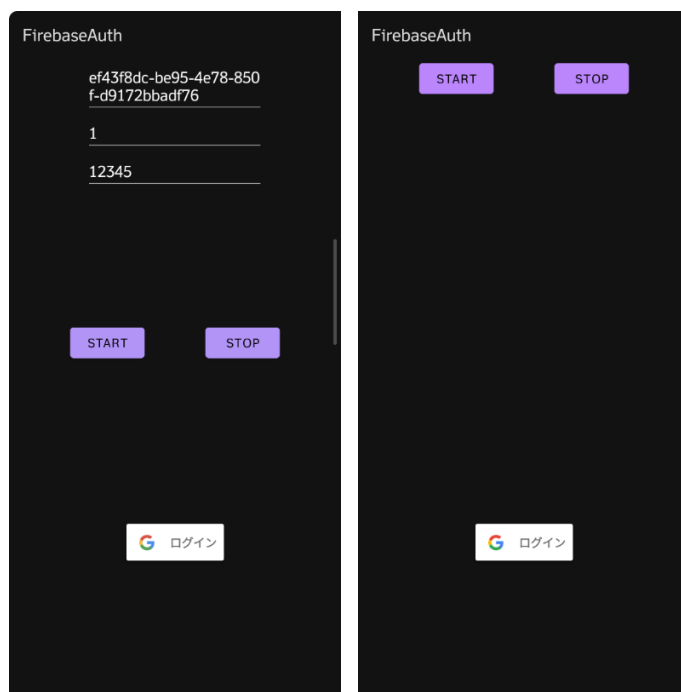 FirebaseAuth
ef43f8dc-be95-4e78-850
f-d9172bbadf76
1
12345
START STOP
ログイン
FirebaseAuth
START STOP
ログイン